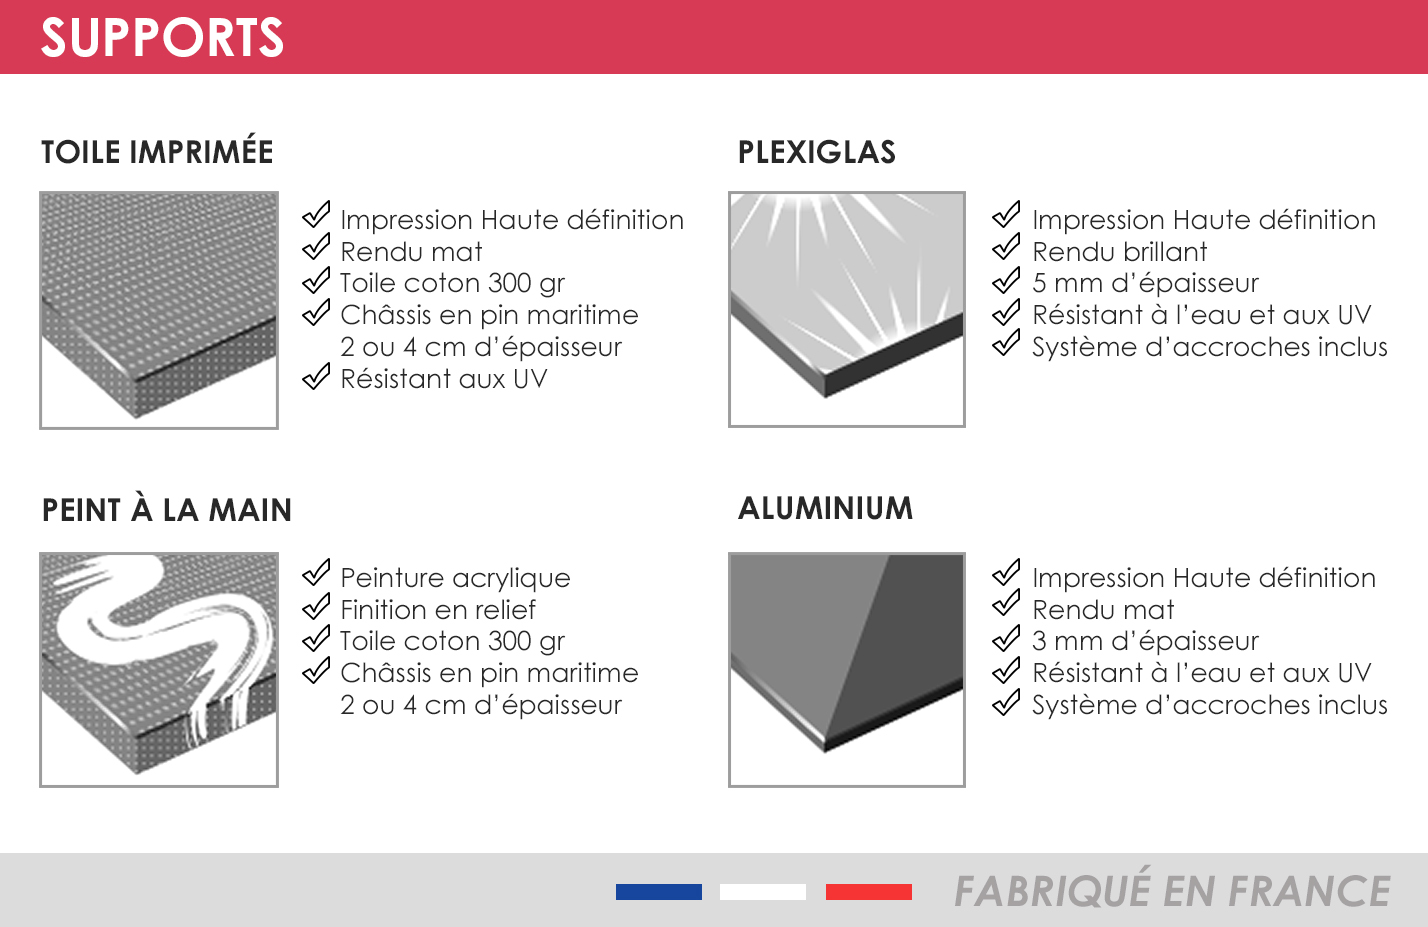 SUPPORTS
TOILE IMPRIMÉE
Impression Haute définition
Rendu mat
Toile coton 300 gr
Châssis en pin maritime
2 ou 4 cm d’épaisseur
Résistant aux UV
PLEXIGLAS
Impression Haute définition
Rendu brillant
5 mm d’épaisseur
Résistant à l’eau et aux UV
Système d’accroches inclus
PEINT À LA MAIN
Peinture acrylique
Finition en relief
Toile coton 300 gr
Châssis en pin maritime
2 ou 4 cm d’épaisseur
ALUMINIUM
Impression Haute définition
Rendu mat
3 mm d’épaisseur
Résistant à l’eau et aux UV
Système d’accroches inclus
FABRIQUÉ EN FRANCE